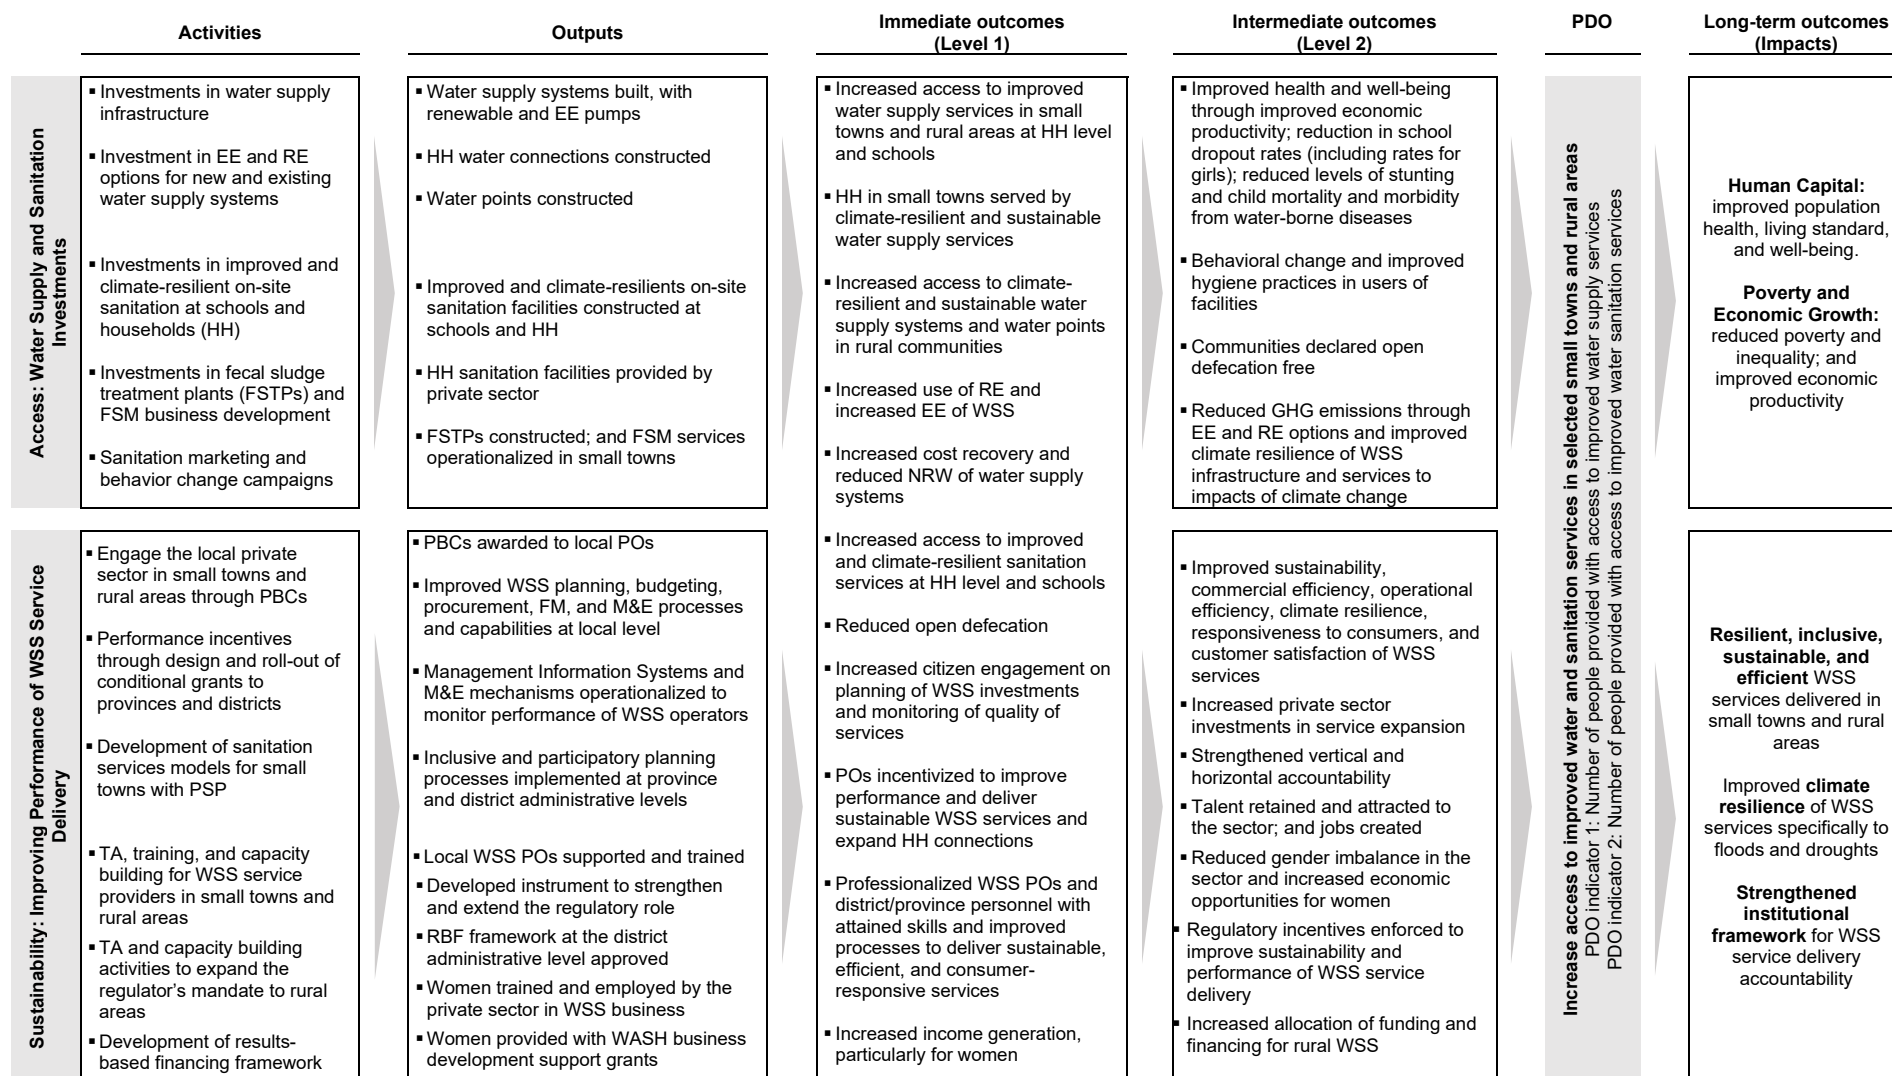 Activities
Outputs
Immediate outcomes
(Level 1)
Intermediate outcomes
(Level 2)
PDO
Long-term outcomes
(Impacts)
Access: Water Supply and Sanitation
Investments
▪ Investments in water supply
infrastructure
▪ Investment in EE and RE
options for new and existing
water supply systems
▪ Investments in improved and
climate-resilient on-site
sanitation at schools and
households (HH)
▪ Investments in fecal sludge
treatment plants (FSTPs) and
FSM business development
▪ Sanitation marketing and
behavior change campaigns
▪ Water supply systems built, with
renewable and EE pumps
▪ HH water connections constructed
▪ Water points constructed
▪ Improved and climate-resilients on-site
sanitation facilities constructed at
schools and HH
▪ HH sanitation facilities provided by
private sector
▪ FSTPs constructed; and FSM services
operationalized in small towns
▪ Increased access to improved
water supply services in small
towns and rural areas at HH level
and schools
▪ HH in small towns served by
climate-resilient and sustainable
water supply services
▪ Increased access to climate-
resilient and sustainable water
supply systems and water points
in rural communities
▪ Increased use of RE and
increased EE of WSS
▪ Increased cost recovery and
reduced NRW of water supply
systems
▪ Increased access to improved
and climate-resilient sanitation
services at HH level and schools
▪ Reduced open defecation
▪ Increased citizen engagement on
planning of WSS investments
and monitoring of quality of
services
▪ POs incentivized to improve
performance and deliver
sustainable WSS services and
expand HH connections
▪ Professionalized WSS POs and
district/province personnel with
attained skills and improved
processes to deliver sustainable,
efficient, and consumer-
responsive services
▪ Increased income generation,
particularly for women
▪ Improved health and well-being
through improved economic
productivity; reduction in school
dropout rates (including rates for
girls); reduced levels of stunting
and child mortality and morbidity
from water-borne diseases
▪ Behavioral change and improved
hygiene practices in users of
facilities
▪ Communities declared open
defecation free
▪ Reduced GHG emissions through
EE and RE options and improved
climate resilience of WSS
infrastructure and services to
impacts of climate change
Increase access to improved water and sanitation services in selected small towns and rural areas
PDO indicator 1: Number of people provided with access to improved water supply services
PDO indicator 2: Number of people provided with access to improved water sanitation services
Human Capital:
improved population
health, living standard,
and well-being.
Poverty and
Economic Growth:
reduced poverty and
inequality; and
improved economic
productivity
Sustainability: Improving Performance of WSS Service
Delivery
▪ Engage the local private
sector in small towns and
rural areas through PBCs
▪ Performance incentives
through design and roll-out of
conditional grants to
provinces and districts
▪ Development of sanitation
services models for small
towns with PSP
▪ TA, training, and capacity
building for WSS service
providers in small towns and
rural areas
▪ TA and capacity building
activities to expand the
regulator's mandate to rural
areas
▪ Development of results-
based financing framework
▪ PBCs awarded to local POs
▪ Improved WSS planning, budgeting,
procurement, FM, and M&E processes
and capabilities at local level
▪ Management Information Systems and
M&E mechanisms operationalized to
monitor performance of WSS operators
▪ Inclusive and participatory planning
processes implemented at province
and district administrative levels
▪ Local WSS POs supported and trained
▪ Developed instrument to strengthen
and extend the regulatory role
▪ RBF framework at the district
administrative level approved
▪ Women trained and employed by the
private sector in WSS business
▪ Women provided with WASH business
development support grants
▪ Improved sustainability,
commercial efficiency, operational
efficiency, climate resilience,
responsiveness to consumers, and
customer satisfaction of WSS
services
▪ Increased private sector
investments in service expansion
▪ Strengthened vertical and
horizontal accountability
▪ Talent retained and attracted to
the sector; and jobs created
▪ Reduced gender imbalance in the
sector and increased economic
opportunities for women
▪ Regulatory incentives enforced to
improve sustainability and
performance of WSS service
delivery
▪ Increased allocation of funding and
financing for rural WSS
Resilient, inclusive,
sustainable, and
efficient WSS
services delivered in
small towns and rural
areas
Improved climate
resilience of WSS
services specifically to
floods and droughts
Strengthened
institutional
framework for WSS
service delivery
accountability